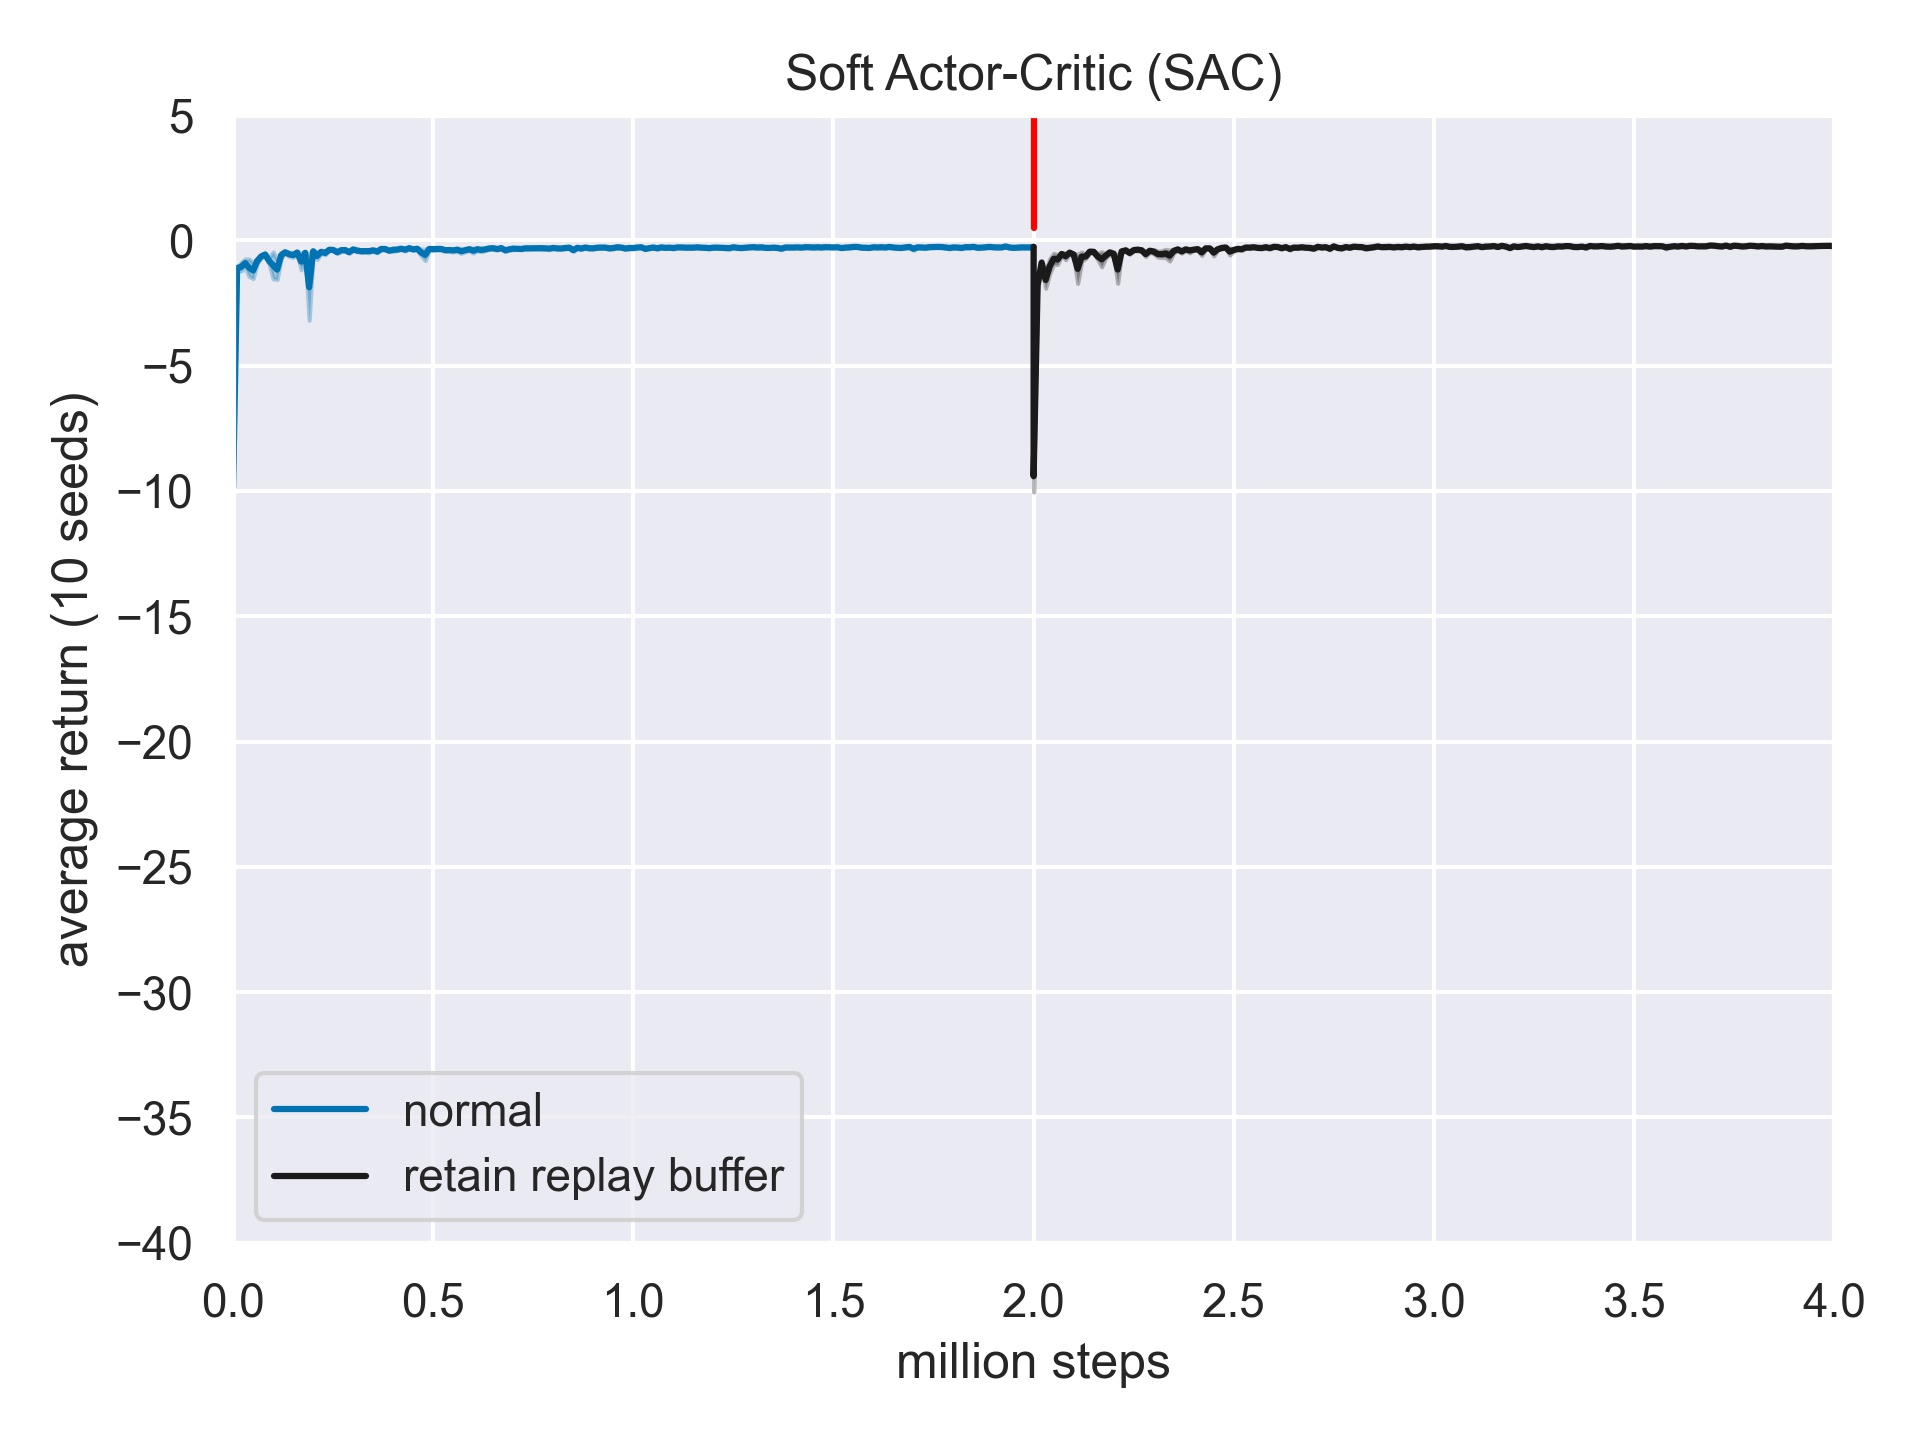 Soft Actor-Critic (SAC)
5
0
−5
−10
−15
−20
−25
−30
−35
−40
average return (10 seeds)
normal
retain replay buffer
0.0 0.5 1.0 1.5 2.0 2.5 3.0 3.5 4.0
million steps